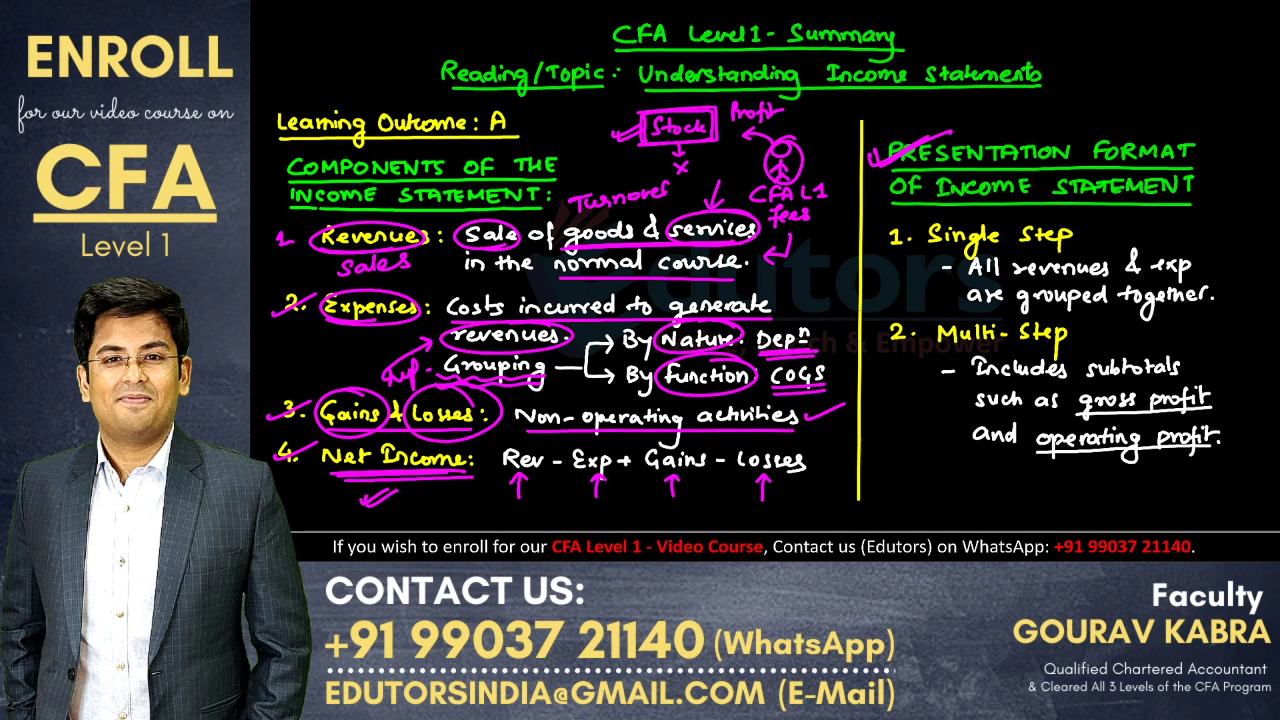 ENROLL
for our video course on
CFA
Level 1
CFA Level 1 - Summary
Reading/Topic: Understanding Income Statements
Learning Outcome: A
COMPONENTS OF THE
INCOME STATEMENT:
Stock
x
Profit
CFA L1
fees
Turnover
1. Revenues: Sale of goods & services
Sales
in the normal course.
2. Expenses: Costs incurred to generate
revenues.
By Nature: Depn
Exp. Grouping
By function: COGS
3. Gains & Losses: Non-operating activities
4. Net Income: Rev - Exp + Gains - Losses
PRESENTATION FORMAT
OF INCOME STATEMENT
1. Single Step
- All revenues & exp
are grouped together.
2. Multi-Step
- Includes subtotals
such as gross profit
and operating profit.
If you wish to enroll for our CFA Level 1 - Video Course, Contact us (Edutors) on WhatsApp: +91 99037 21140.
CONTACT US:
+91 99037 21140 (WhatsApp)
EDUTORSINDIA@GMAIL.COM (E-Mail)
Faculty
GOURAV KABRA
Qualified Chartered Accountant
& Cleared All 3 Levels of the CFA Program